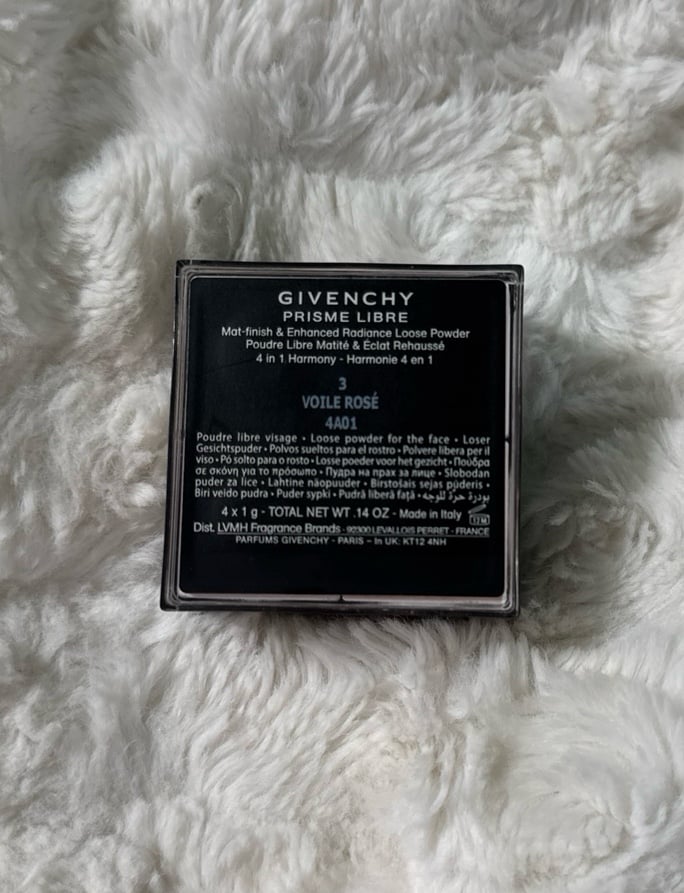 GIVENCHY
PRISME LIBRE
Mat-finish & Enhanced Radiance Loose Powder
Poudre Libre Matité & Éclat Rehaussé
4 in 1 Harmony - Harmonie 4 en 1
3
VOILE ROSÉ
4A01
Poudre libre visage • Loose powder for the face • Loser
Gesichtspuder • Polvos sueltos para el rostro • Polvere libera per il
viso • Pó solto para o rosto • Losse poeder voor het gezicht • Πούδρα
σε σκόνη για το πρόσωπο • Пудра на прах за лице • Slobodan
puder za lice • Lahtine näopuuder • Birstošais sejas pūderis •
Biri veido pudra • Puder sypki • Pudră liberă față • بودرة حرة للوجه
4 x 1 g - TOTAL NET WT .14 OZ - Made in Italy 12M
Dist. LVMH Fragrance Brands - 92300 LEVALLOIS PERRET - FRANCE
PARFUMS GIVENCHY - PARIS – In UK: KT12 4NH